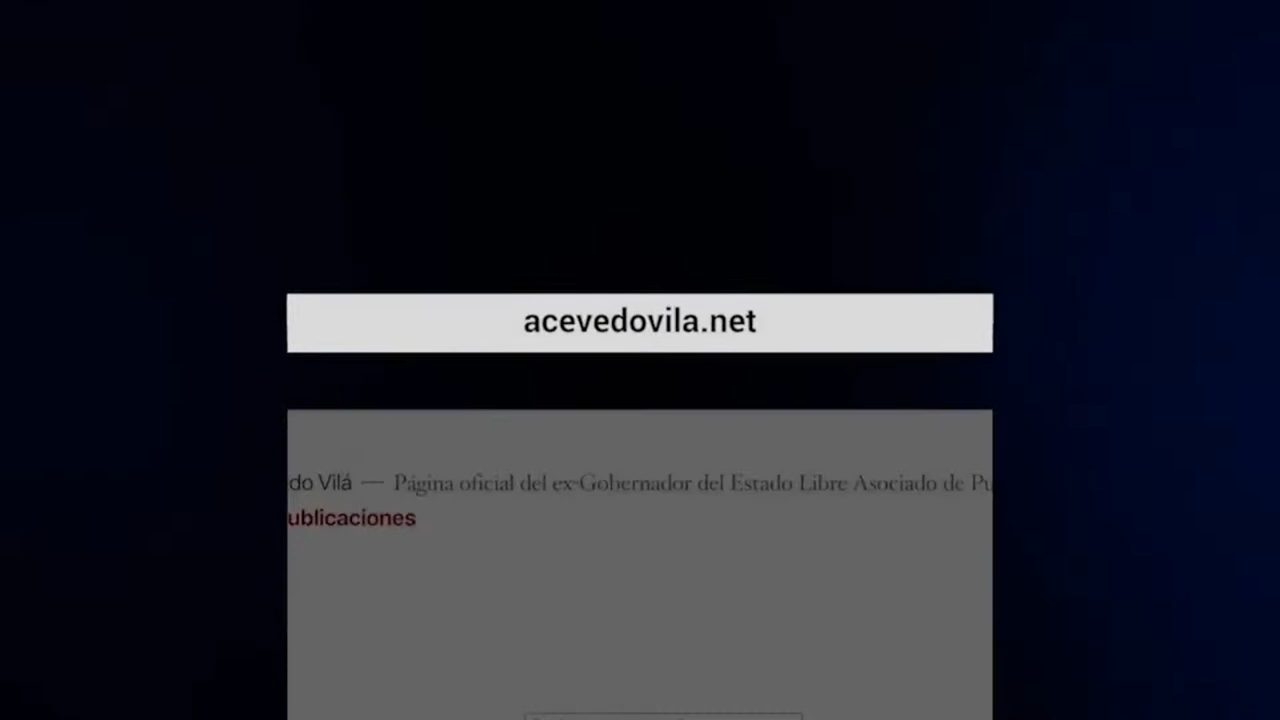 acevedovila.net
do Vilá — Página oficial del ex-Gobernador del Estado Libre Asociado de Pu
ublicaciones